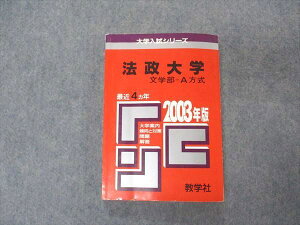 大学入試シリーズ
法政大学
文学部-A方式
最近4ヵ年
2003年版
大学案内
傾向と対策
問題
解答
教学社